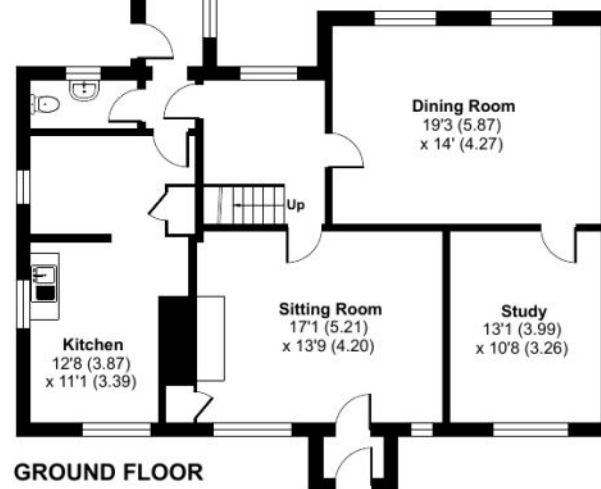 Dining Room
19'3 (5.87)
x 14' (4.27)
Up
Sitting Room
17'1 (5.21)
x 13'9 (4.20)
Study
13'1 (3.99)
x 10'8 (3.26)
Kitchen
12'8 (3.87)
x 11'1 (3.39)
GROUND FLOOR